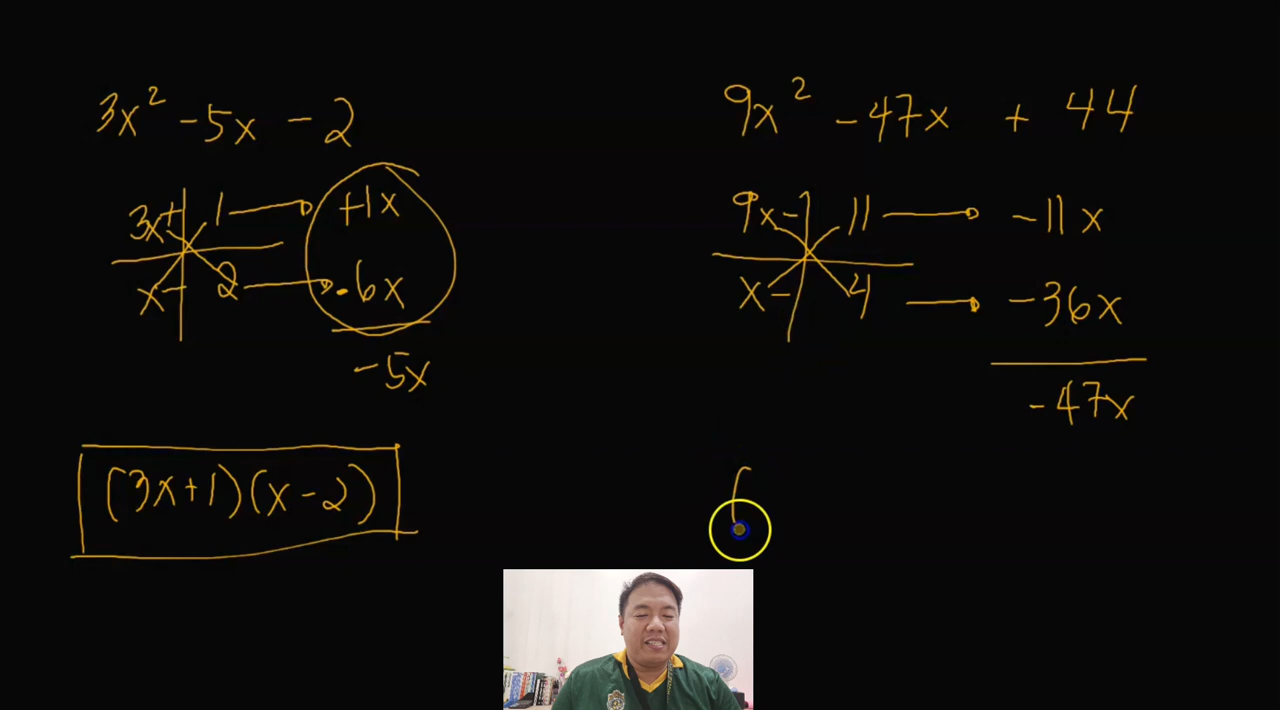 3x² - 5x - 2
3x + 1 → +1x
x - 2 → -6x
-5x
(3x+1)(x-2)
9x² - 47x + 44
9x - 11 → -11x
x - 4 → -36x
-47x
(